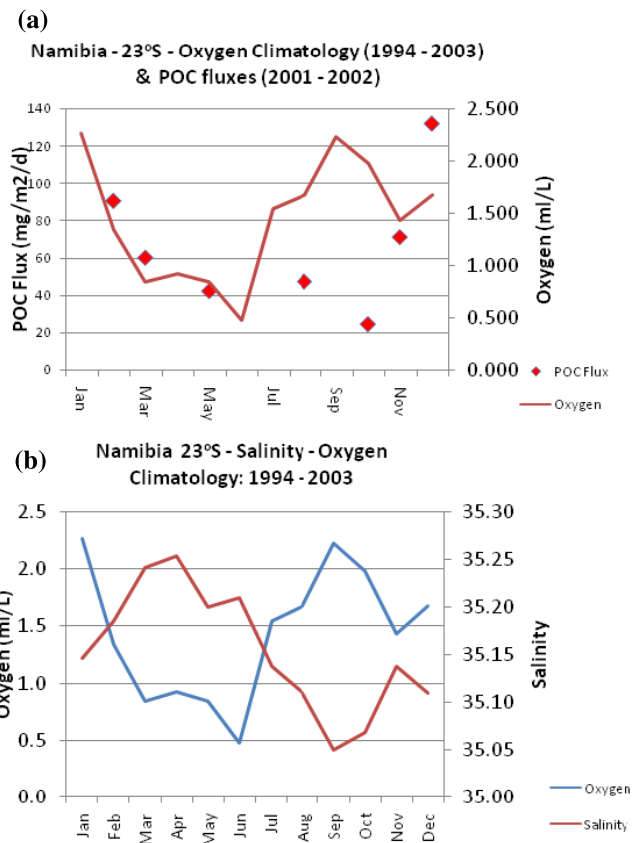 (a)
Namibia - 23°S - Oxygen Climatology (1994 - 2003)
& POC fluxes (2001 - 2002)
POC Flux (mg/m2/d)
140
120
100
80
60
40
20
0
2.500
2.000
1.500
1.000
0.500
0.000
Oxygen (ml/L)
Jan
Mar
May
Jul
Sep
Nov
POC Flux
Oxygen
(b)
Namibia 23°S - Salinity - Oxygen
Climatology: 1994 - 2003
Oxygen (ml/L)
2.5
2.0
1.5
1.0
0.5
0.0
35.30
35.25
35.20
35.15
35.10
35.05
35.00
Salinity
Jan
Feb
Mar
Apr
May
Jun
Jul
Aug
Sep
Oct
Nov
Dec
Oxygen
Salinity